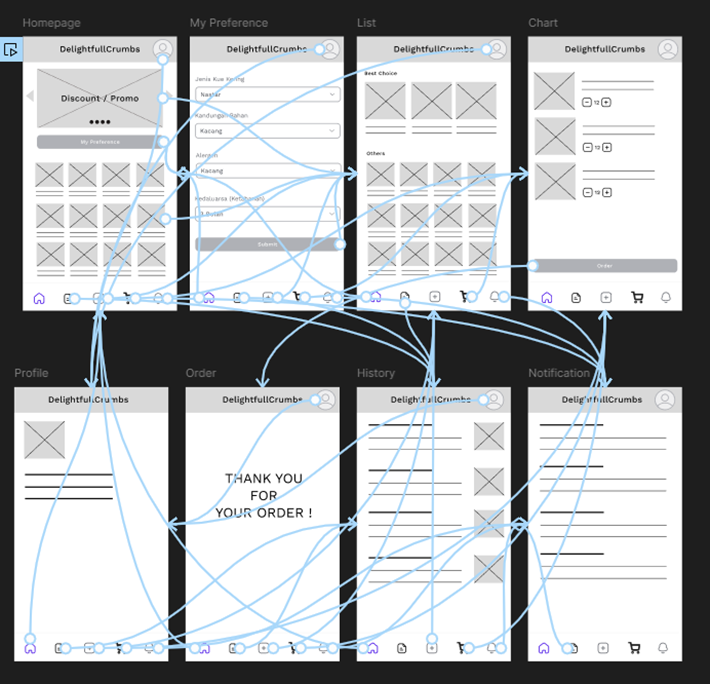 Homepage
My Preference
List
Chart
DelightfullCrumbs
DelightfullCrumbs
DelightfullCrumbs
DelightfullCrumbs
Discount / Promo
My Preference
Jenis Kue Kering
Nastar
Kandungan Bahan
Kacang
Alergi
Kacang
Kedaluarsa (Ketahanan)
1 Bulan
Submit
Best Choice
Others
12
12
12
Order
Profile
Order
History
Notification
DelightfullCrumbs
DelightfullCrumbs
DelightfullCrumbs
DelightfullCrumbs
THANK YOU
FOR
YOUR ORDER !